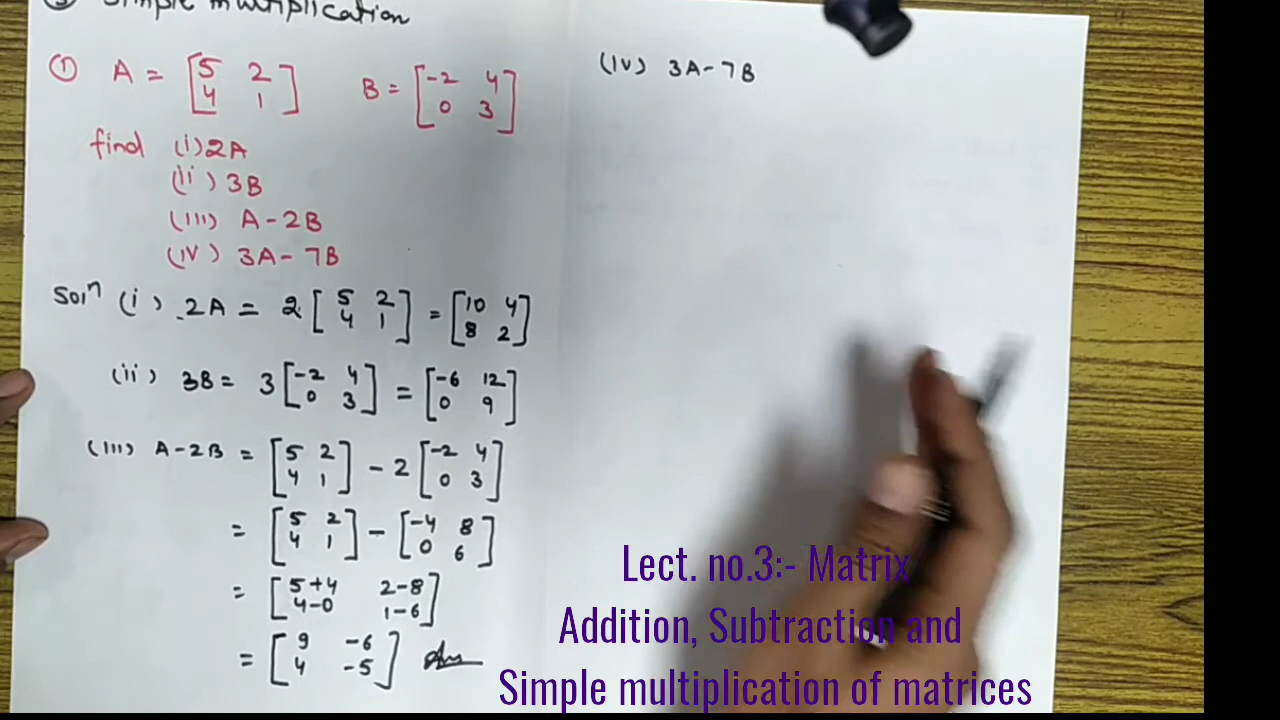 ③ Simple multiplication
① A = [5 2 4 1] B = [-2 4 0 3]
find (i) 2A
(ii) 3B
(iii) A-2B
(iv) 3A-7B
Solⁿ (i) 2A = 2 [5 2 4 1] = [10 4 8 2]
(ii) 3B = 3 [-2 4 0 3] = [-6 12 0 9]
(iii) A-2B = [5 2 4 1] - 2 [-2 4 0 3]
= [5 2 4 1] - [-4 8 0 6]
= [5+4 2-8 4-0 1-6]
= [9 -6 4 -5] Ans
(iv) 3A-7B
Lect. no.3:- Matrix
Addition, Subtraction and
Simple multiplication of matrices